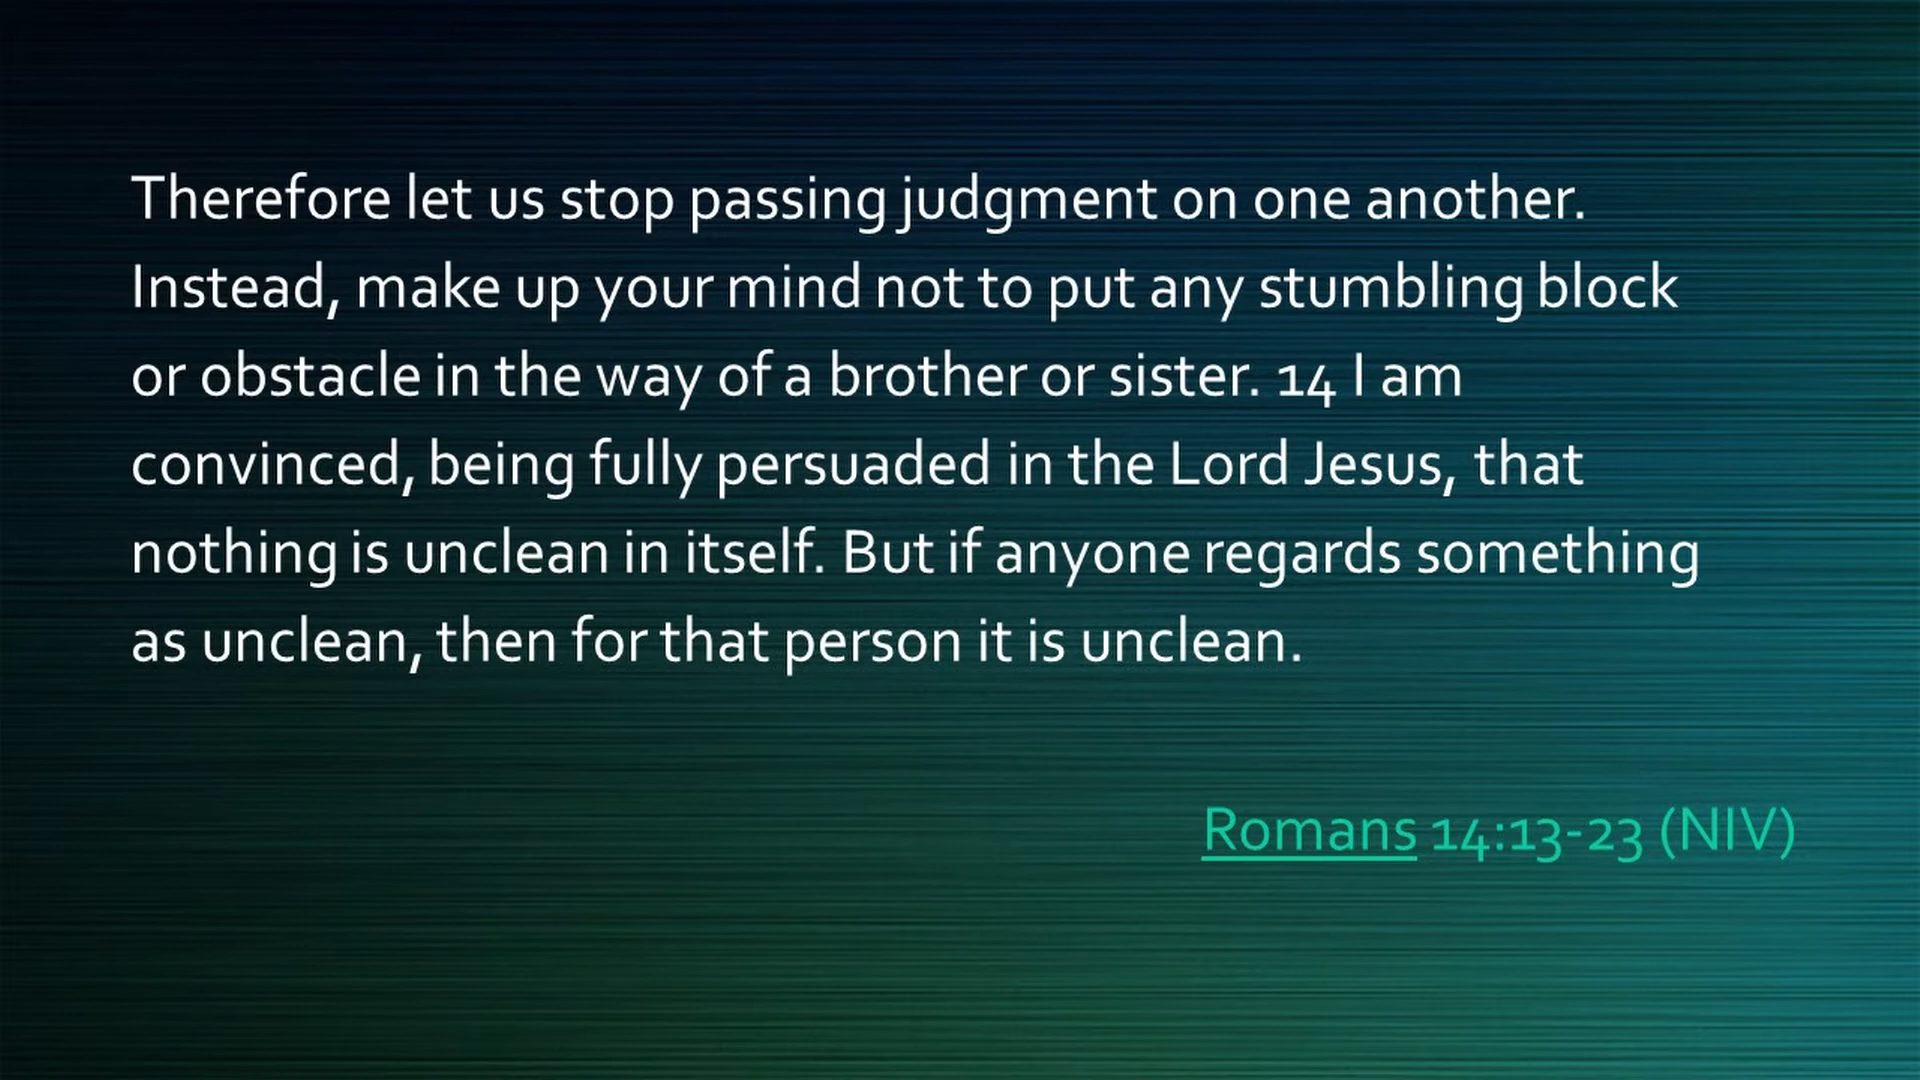 Therefore let us stop passing judgment on one another.
Instead, make up your mind not to put any stumbling block
or obstacle in the way of a brother or sister. 14 I am
convinced, being fully persuaded in the Lord Jesus, that
nothing is unclean in itself. But if anyone regards something
as unclean, then for that person it is unclean.
Romans 14:13-23 (NIV)